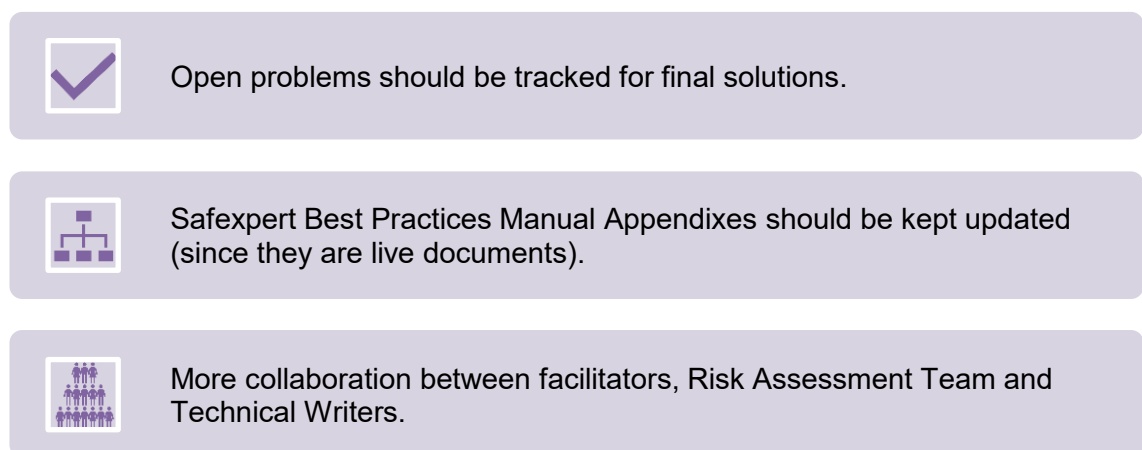 Open problems should be tracked for final solutions.
Safexpert Best Practices Manual Appendixes should be kept updated
(since they are live documents).
More collaboration between facilitators, Risk Assessment Team and
Technical Writers.